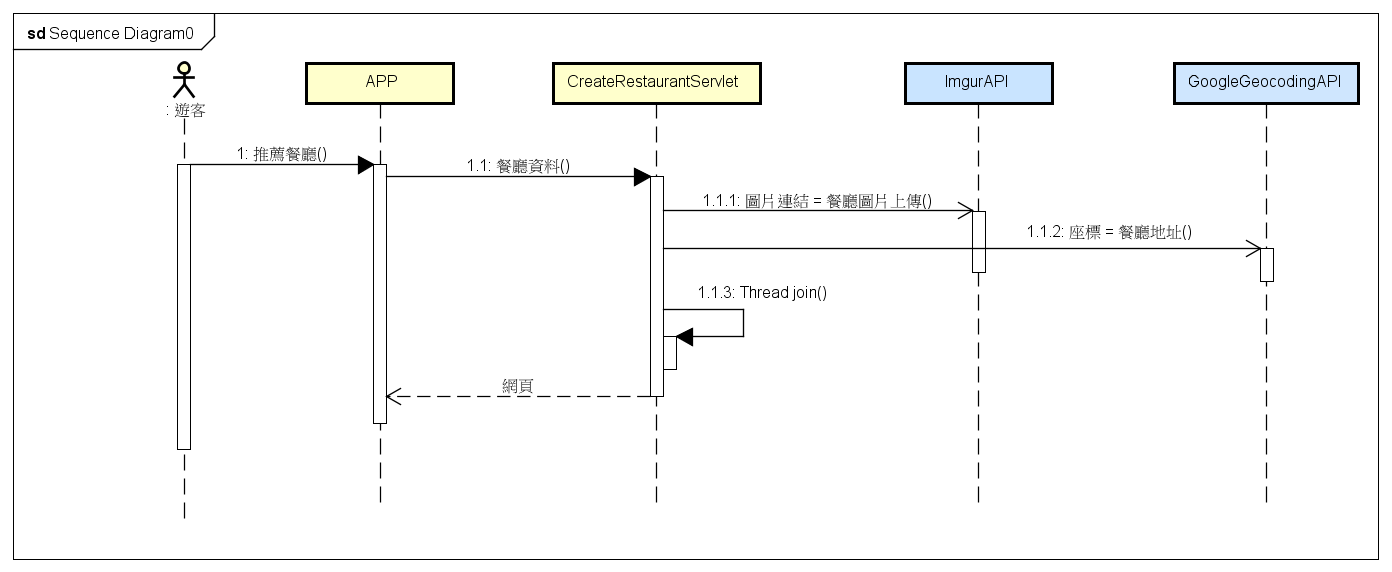 sd Sequence Diagram0
: 遊客
APP
CreateRestaurantServlet
ImgurAPI
GoogleGeocodingAPI
1: 推薦餐廳()
1.1: 餐廳資料()
1.1.1: 圖片連結 = 餐廳圖片上傳()
1.1.2: 座標 = 餐廳地址()
1.1.3: Thread join()
網頁